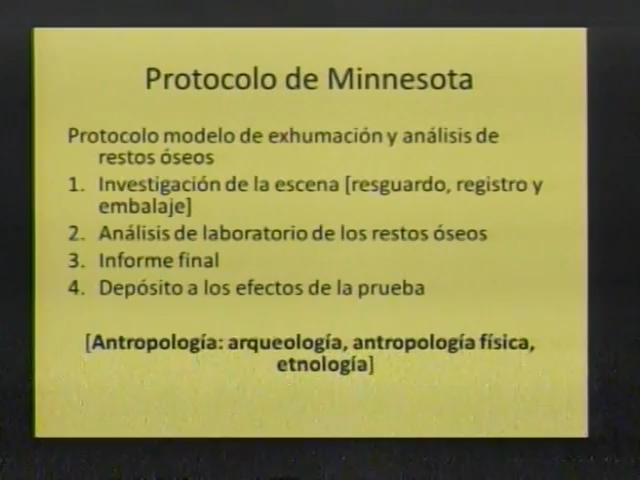 Protocolo de Minnesota
Protocolo modelo de exhumación y análisis de
restos óseos
1. Investigación de la escena [resguardo, registro y
embalaje]
2. Análisis de laboratorio de los restos óseos
3. Informe final
4. Depósito a los efectos de la prueba
[Antropología: arqueología, antropología física,
etnología]